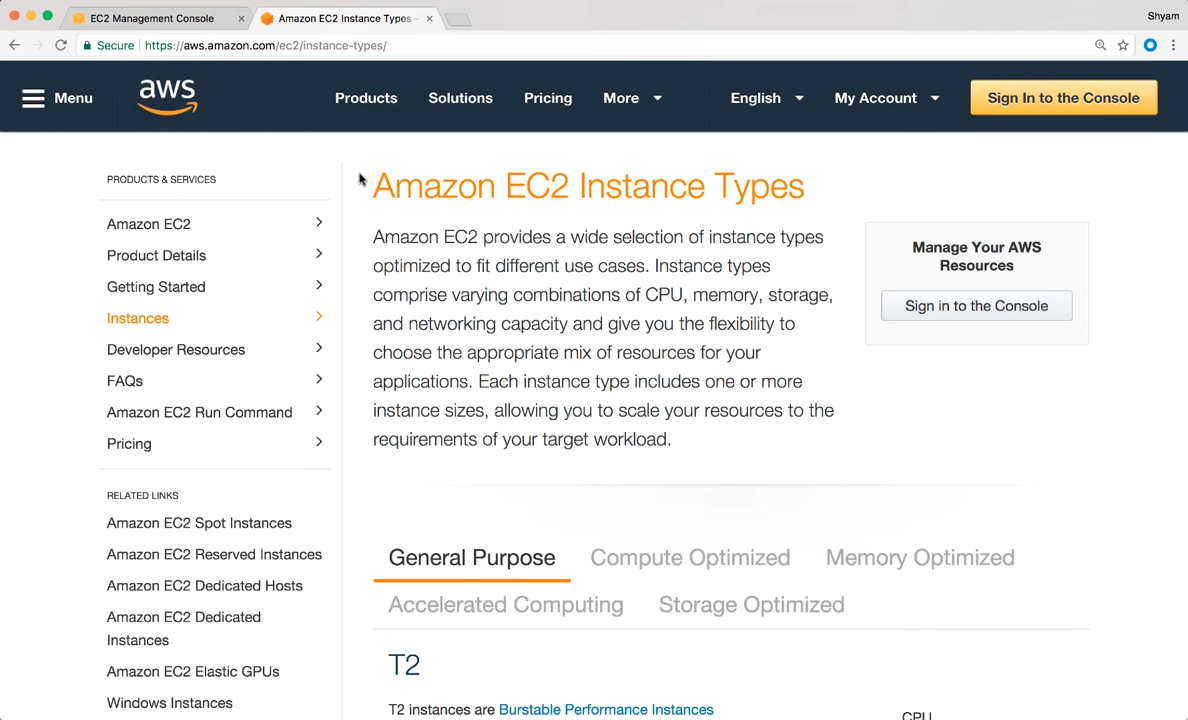 EC2 Management Console
Amazon EC2 Instance Types –
Shyam
Secure
https://aws.amazon.com/ec2/instance-types/
Menu
aws
Products
Solutions
Pricing
More
English
My Account
Sign In to the Console
PRODUCTS & SERVICES
Amazon EC2
Product Details
Getting Started
Instances
Developer Resources
FAQs
Amazon EC2 Run Command
Pricing
RELATED LINKS
Amazon EC2 Spot Instances
Amazon EC2 Reserved Instances
Amazon EC2 Dedicated Hosts
Amazon EC2 Dedicated
Instances
Amazon EC2 Elastic GPUs
Windows Instances
Amazon EC2 Instance Types
Amazon EC2 provides a wide selection of instance types
optimized to fit different use cases. Instance types
comprise varying combinations of CPU, memory, storage,
and networking capacity and give you the flexibility to
choose the appropriate mix of resources for your
applications. Each instance type includes one or more
instance sizes, allowing you to scale your resources to the
requirements of your target workload.
Manage Your AWS
Resources
Sign in to the Console
General Purpose
Compute Optimized
Memory Optimized
Accelerated Computing
Storage Optimized
T2
T2 instances are Burstable Performance Instances
CPU